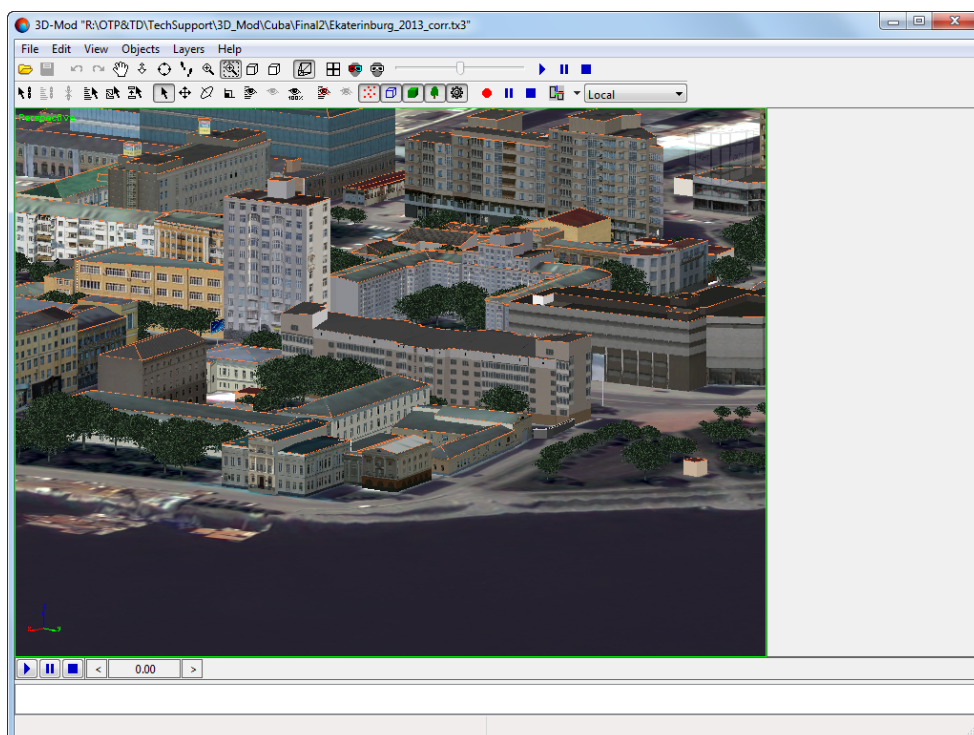 3D-Mod "R:\OTP&TD\TechSupport\3D_Mod\Cuba\Final2\Ekaterinburg_2013_corr.tx3"
File Edit View Objects Layers Help
Local
Perspective
< 0.00 >